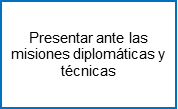 Presentar ante las
misiones diplomáticas y
técnicas